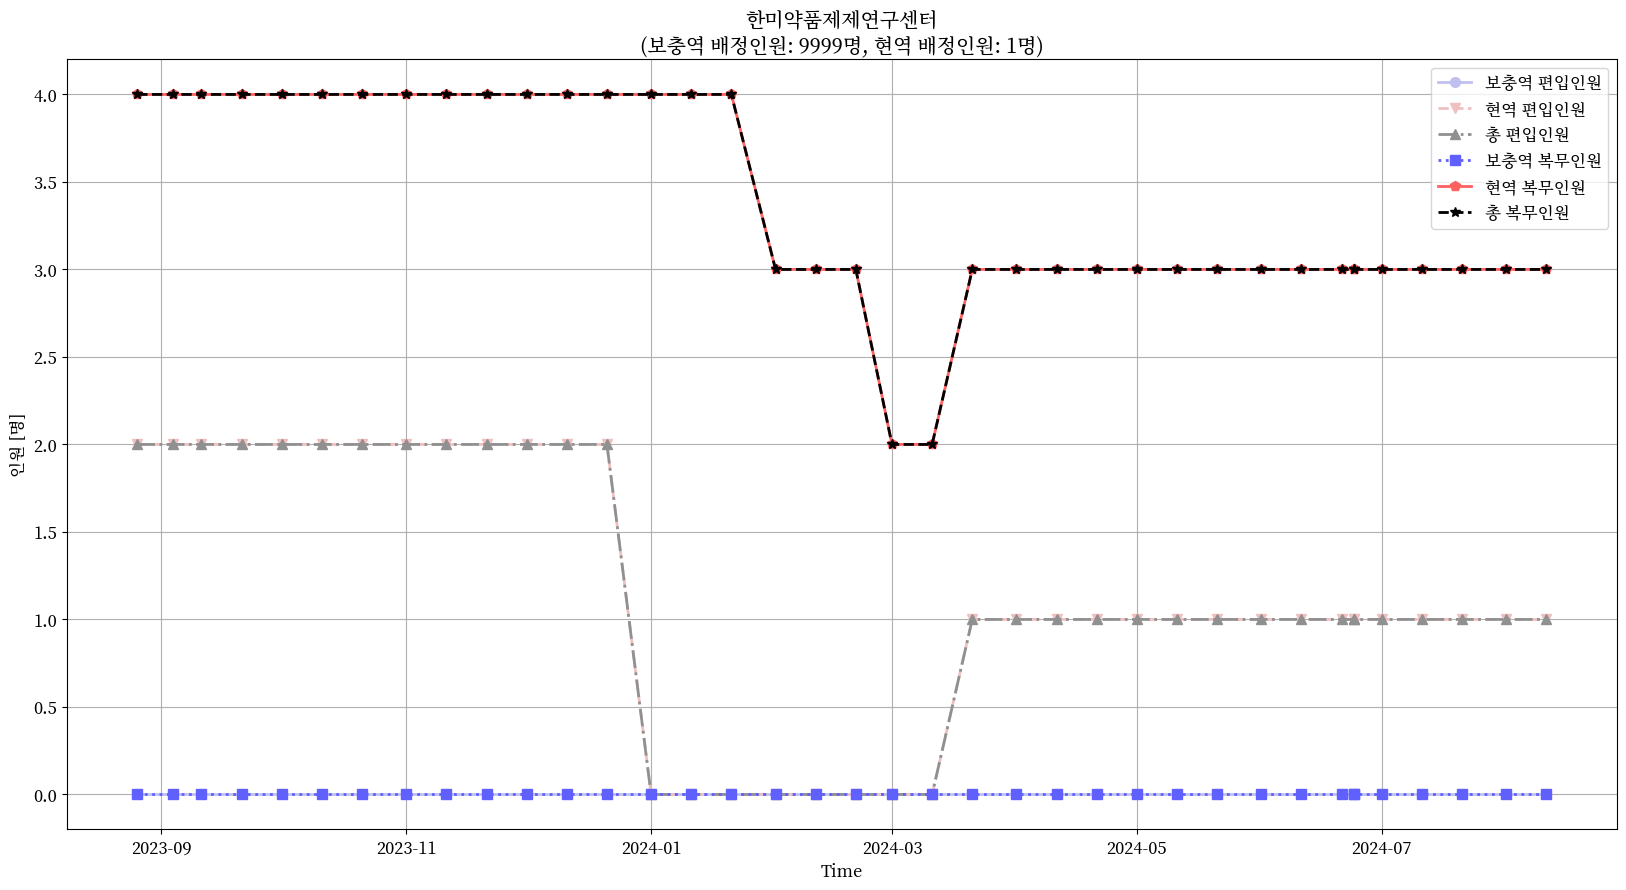 한미약품제제연구센터
(보충역 배정인원: 9999명, 현역 배정인원: 1명)
보충역 편입인원
현역 편입인원
총 편입인원
보충역 복무인원
현역 복무인원
총 복무인원
인원 [명]
4.0
3.5
3.0
2.5
2.0
1.5
1.0
0.5
0.0
2023-09
2023-11
2024-01
2024-03
2024-05
2024-07
Time